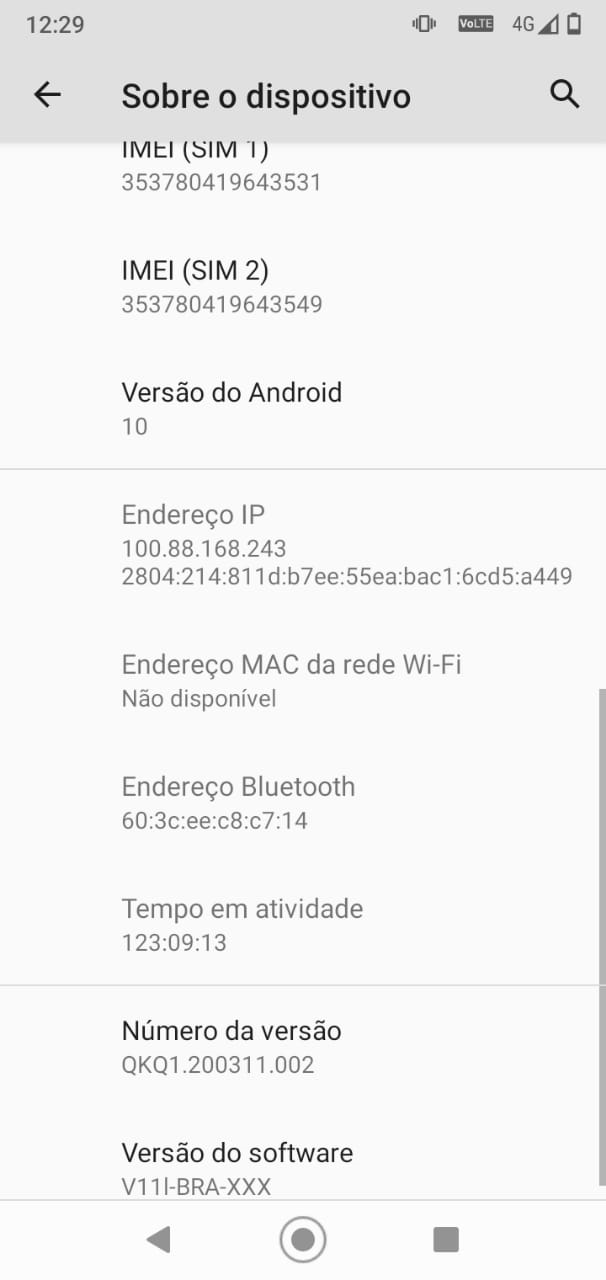 12:29
VoLTE 4G
Sobre o dispositivo
IMEI (SIM 1)
353780419643531
IMEI (SIM 2)
353780419643549
Versão do Android
10
Endereço IP
100.88.168.243
2804:214:811d:b7ee:55ea:bac1:6cd5:a449
Endereço MAC da rede Wi-Fi
Não disponível
Endereço Bluetooth
60:3c:ee:c8:c7:14
Tempo em atividade
123:09:13
Número da versão
QKQ1.200311.002
Versão do software
V11l-BRA-XXX